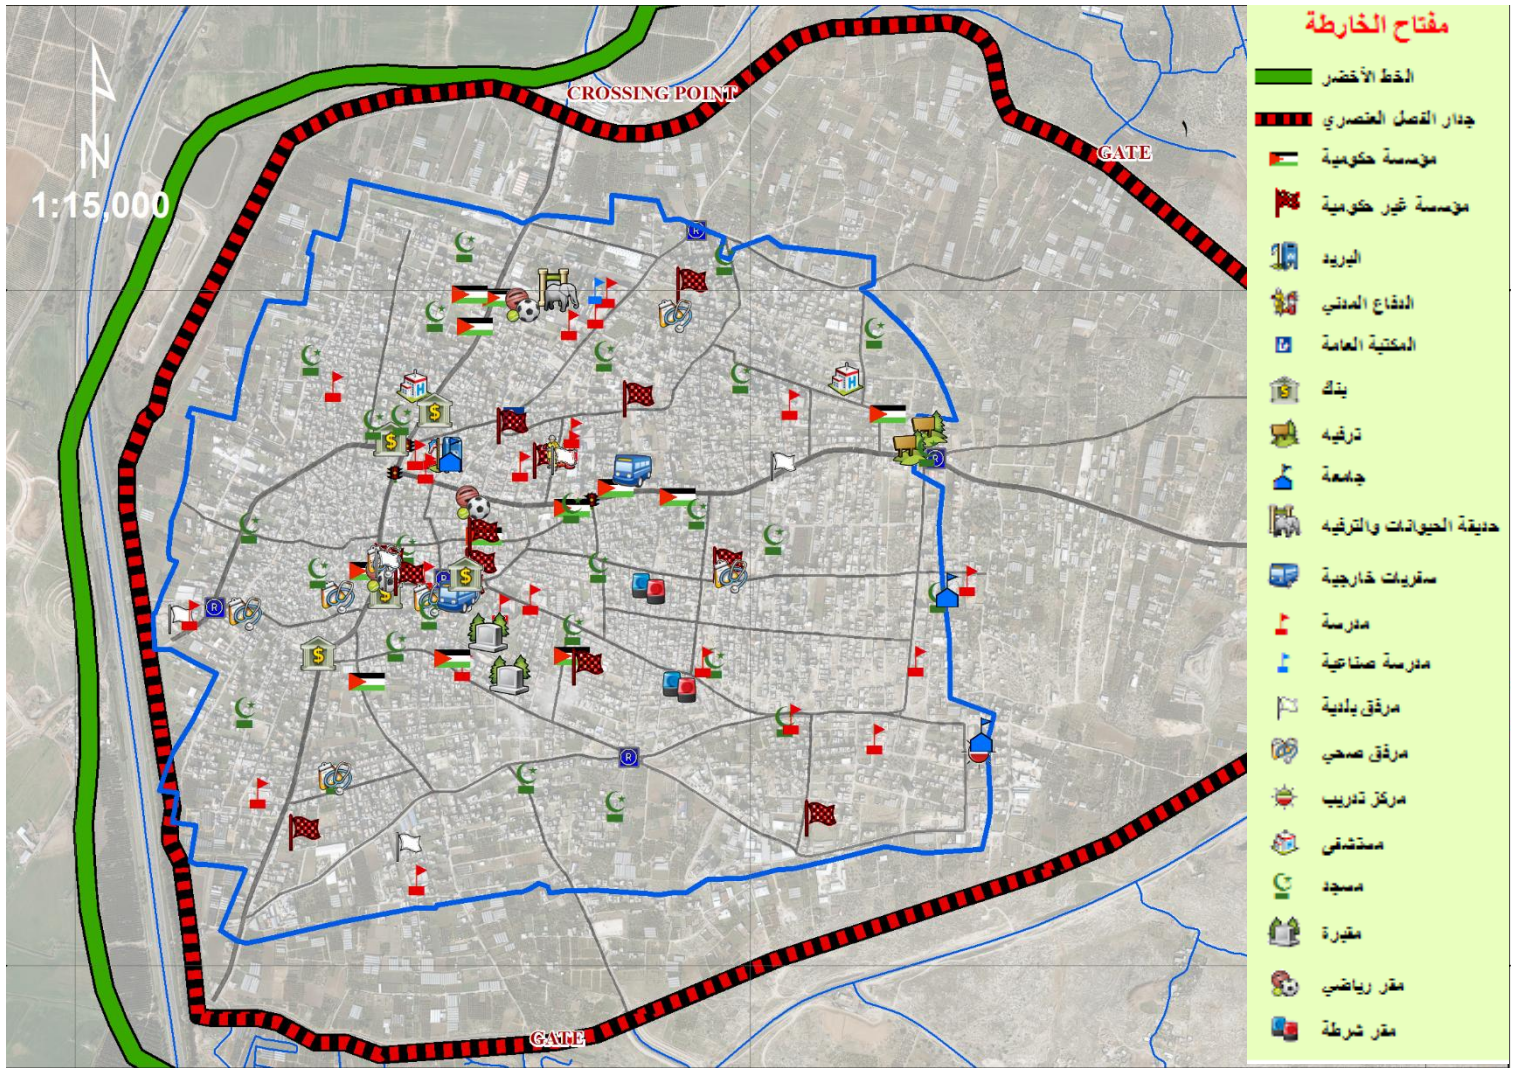 CROSSING POINT
GATE
N
1:15,000
GATE
مفتاح الخارطة
الخط الأخضر
جدار الفصل العنصري
مؤسسة حكومية
مؤسسة غير حكومية
البريد
الدفاع المدني
المكتبة العامة
بنك
ترفيه
جامعة
حديقة الحيوانات والترفيه
سفريات خارجية
مدرسة
مدرسة صناعية
مرفق بلدية
مرفق صحي
مركز تدريب
مستشفى
مسجد
مقبرة
مقر رياضي
مقر شرطة